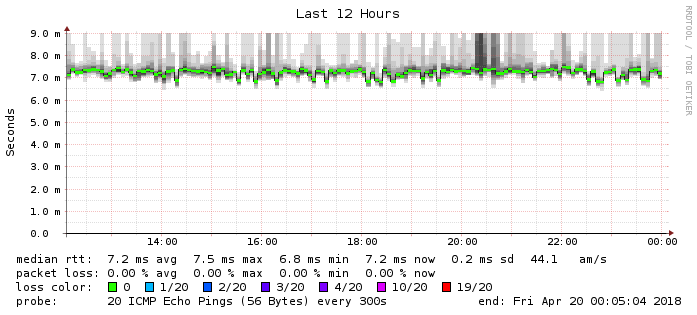 Last 12 Hours
RRDTOOL / TOBI OETIKER
Seconds
9.0 m
8.0 m
7.0 m
6.0 m
5.0 m
4.0 m
3.0 m
2.0 m
1.0 m
0.0
14:00 16:00 18:00 20:00 22:00 00:00
median rtt: 7.2 ms avg 7.5 ms max 6.8 ms min 7.2 ms now 0.2 ms sd 44.1 am/s
packet loss: 0.00 % avg 0.00 % max 0.00 % min 0.00 % now
loss color: 0 1/20 2/20 3/20 4/20 10/20 19/20
probe: 20 ICMP Echo Pings (56 Bytes) every 300s end: Fri Apr 20 00:05:04 2018